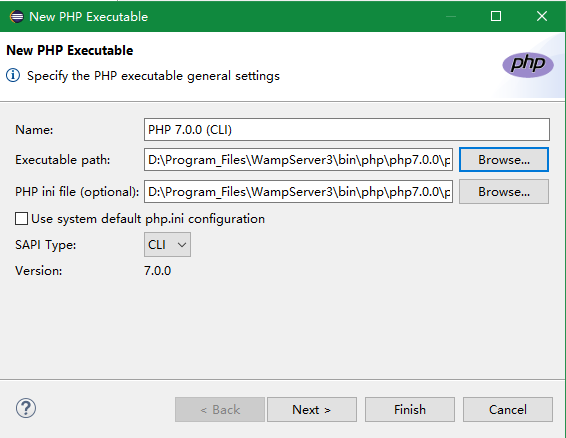 New PHP Executable
New PHP Executable
Specify the PHP executable general settings
php
Name: PHP 7.0.0 (CLI)
Executable path: D:\Program_Files\WampServer3\bin\php\php7.0.0\p Browse...
PHP ini file (optional): D:\Program_Files\WampServer3\bin\php\php7.0.0\p Browse...
Use system default php.ini configuration
SAPI Type: CLI
Version: 7.0.0
? < Back Next > Finish Cancel